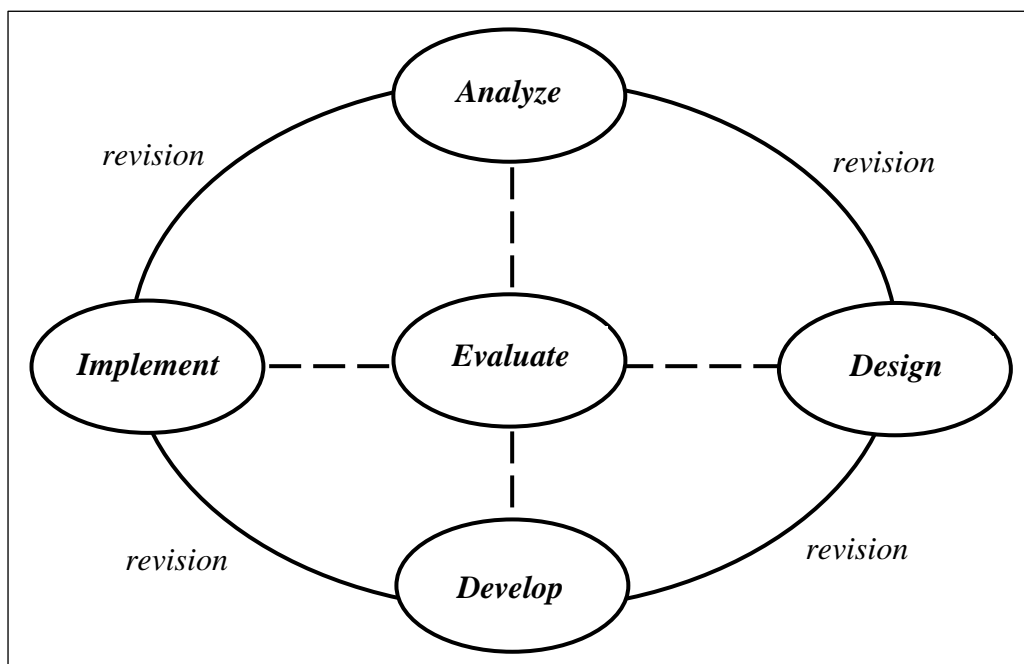 Analyze
revision
revision
Implement
Evaluate
Design
revision
revision
Develop